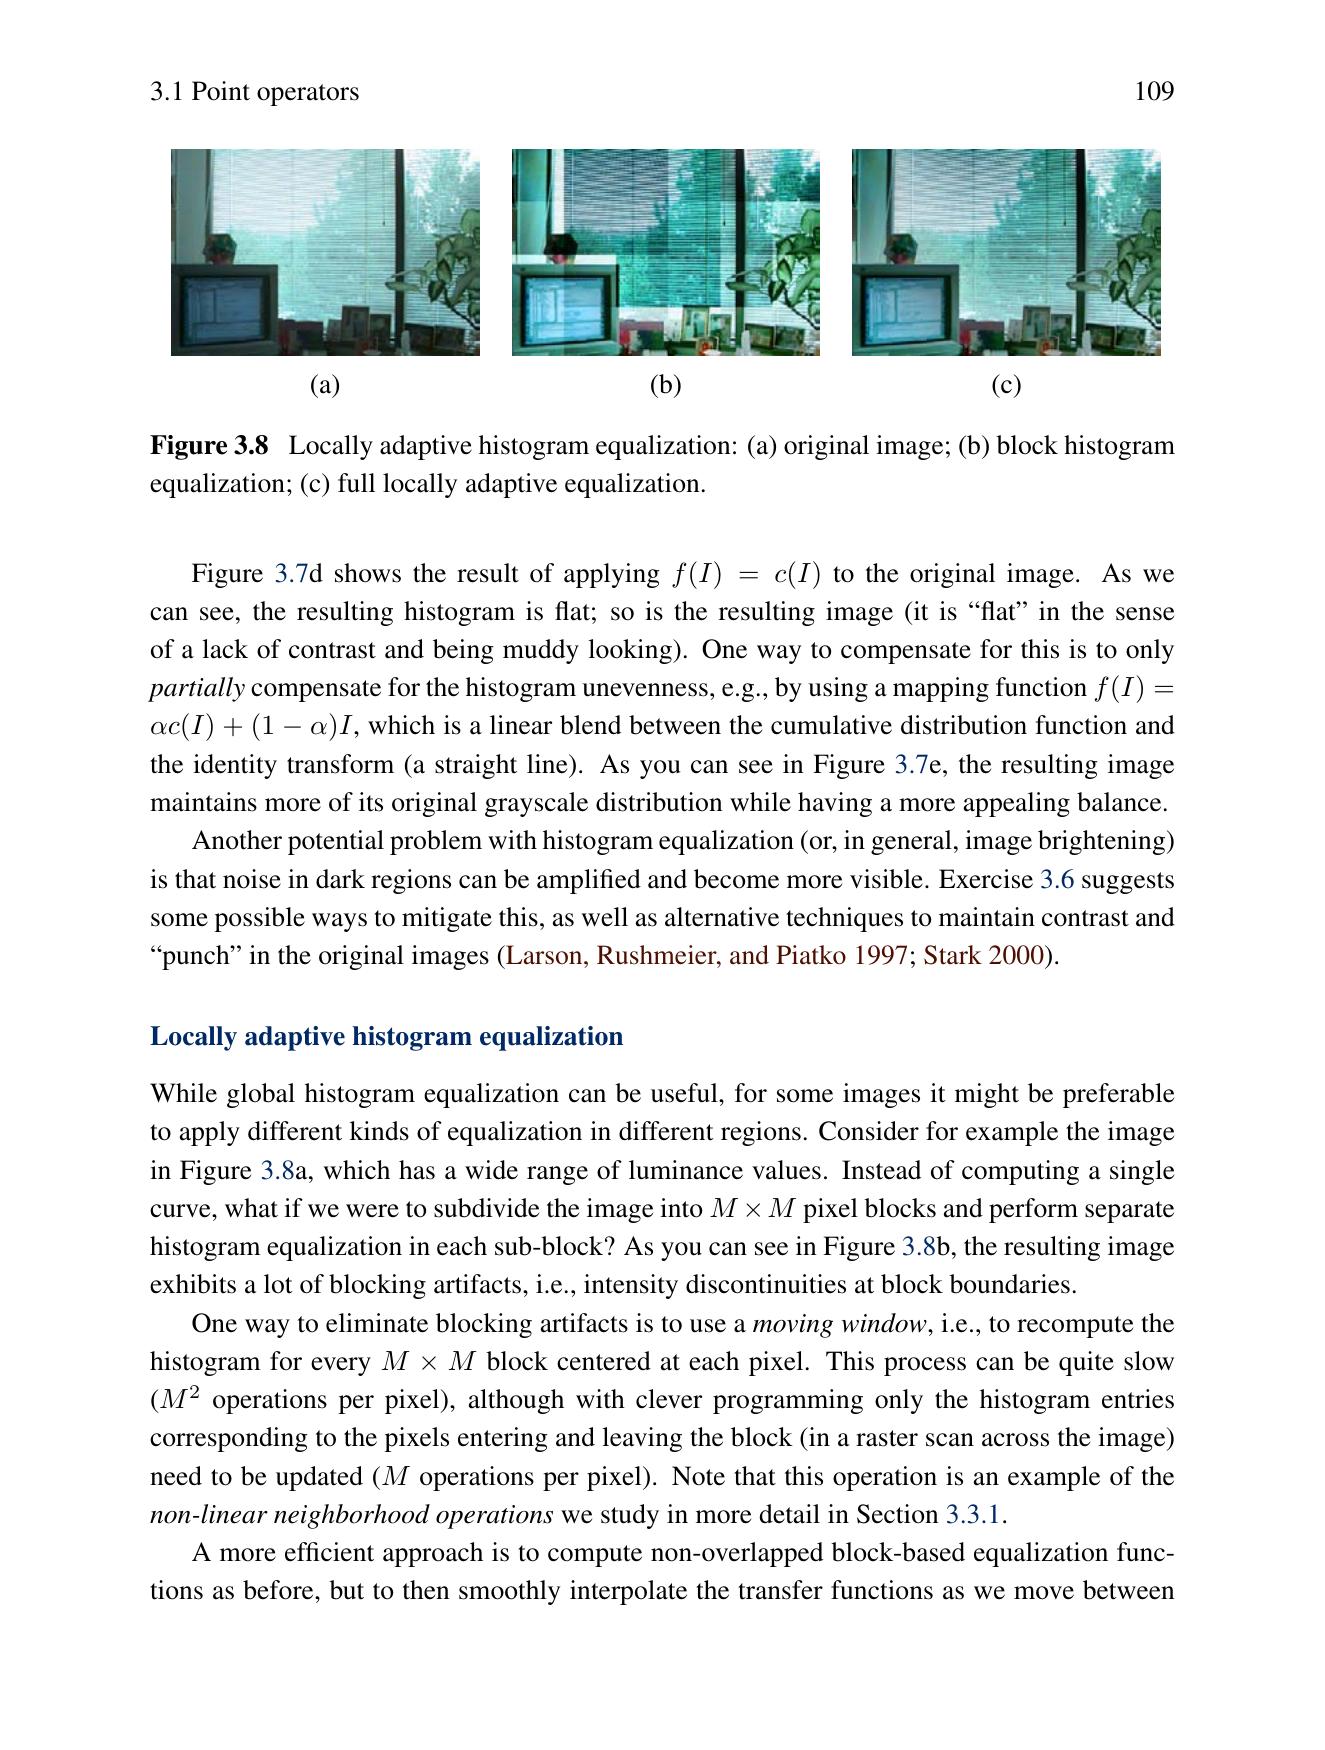 3.1 Point operators 109
(a) (b) (c)
Figure 3.8 Locally adaptive histogram equalization: (a) original image; (b) block histogram
equalization; (c) full locally adaptive equalization.
Figure 3.7d shows the result of applying f(I) = c(I) to the original image. As we
can see, the resulting histogram is flat; so is the resulting image (it is “flat” in the sense
of a lack of contrast and being muddy looking). One way to compensate for this is to only
partially compensate for the histogram unevenness, e.g., by using a mapping function f(I) =
αc(I) + (1 − α)I, which is a linear blend between the cumulative distribution function and
the identity transform (a straight line). As you can see in Figure 3.7e, the resulting image
maintains more of its original grayscale distribution while having a more appealing balance.
Another potential problem with histogram equalization (or, in general, image brightening)
is that noise in dark regions can be amplified and become more visible. Exercise 3.6 suggests
some possible ways to mitigate this, as well as alternative techniques to maintain contrast and
“punch” in the original images (Larson, Rushmeier, and Piatko 1997; Stark 2000).
Locally adaptive histogram equalization
While global histogram equalization can be useful, for some images it might be preferable
to apply different kinds of equalization in different regions. Consider for example the image
in Figure 3.8a, which has a wide range of luminance values. Instead of computing a single
curve, what if we were to subdivide the image into M × M pixel blocks and perform separate
histogram equalization in each sub-block? As you can see in Figure 3.8b, the resulting image
exhibits a lot of blocking artifacts, i.e., intensity discontinuities at block boundaries.
One way to eliminate blocking artifacts is to use a moving window, i.e., to recompute the
histogram for every M × M block centered at each pixel. This process can be quite slow
(M² operations per pixel), although with clever programming only the histogram entries
corresponding to the pixels entering and leaving the block (in a raster scan across the image)
need to be updated (M operations per pixel). Note that this operation is an example of the
non-linear neighborhood operations we study in more detail in Section 3.3.1.
A more efficient approach is to compute non-overlapped block-based equalization func-
tions as before, but to then smoothly interpolate the transfer functions as we move between